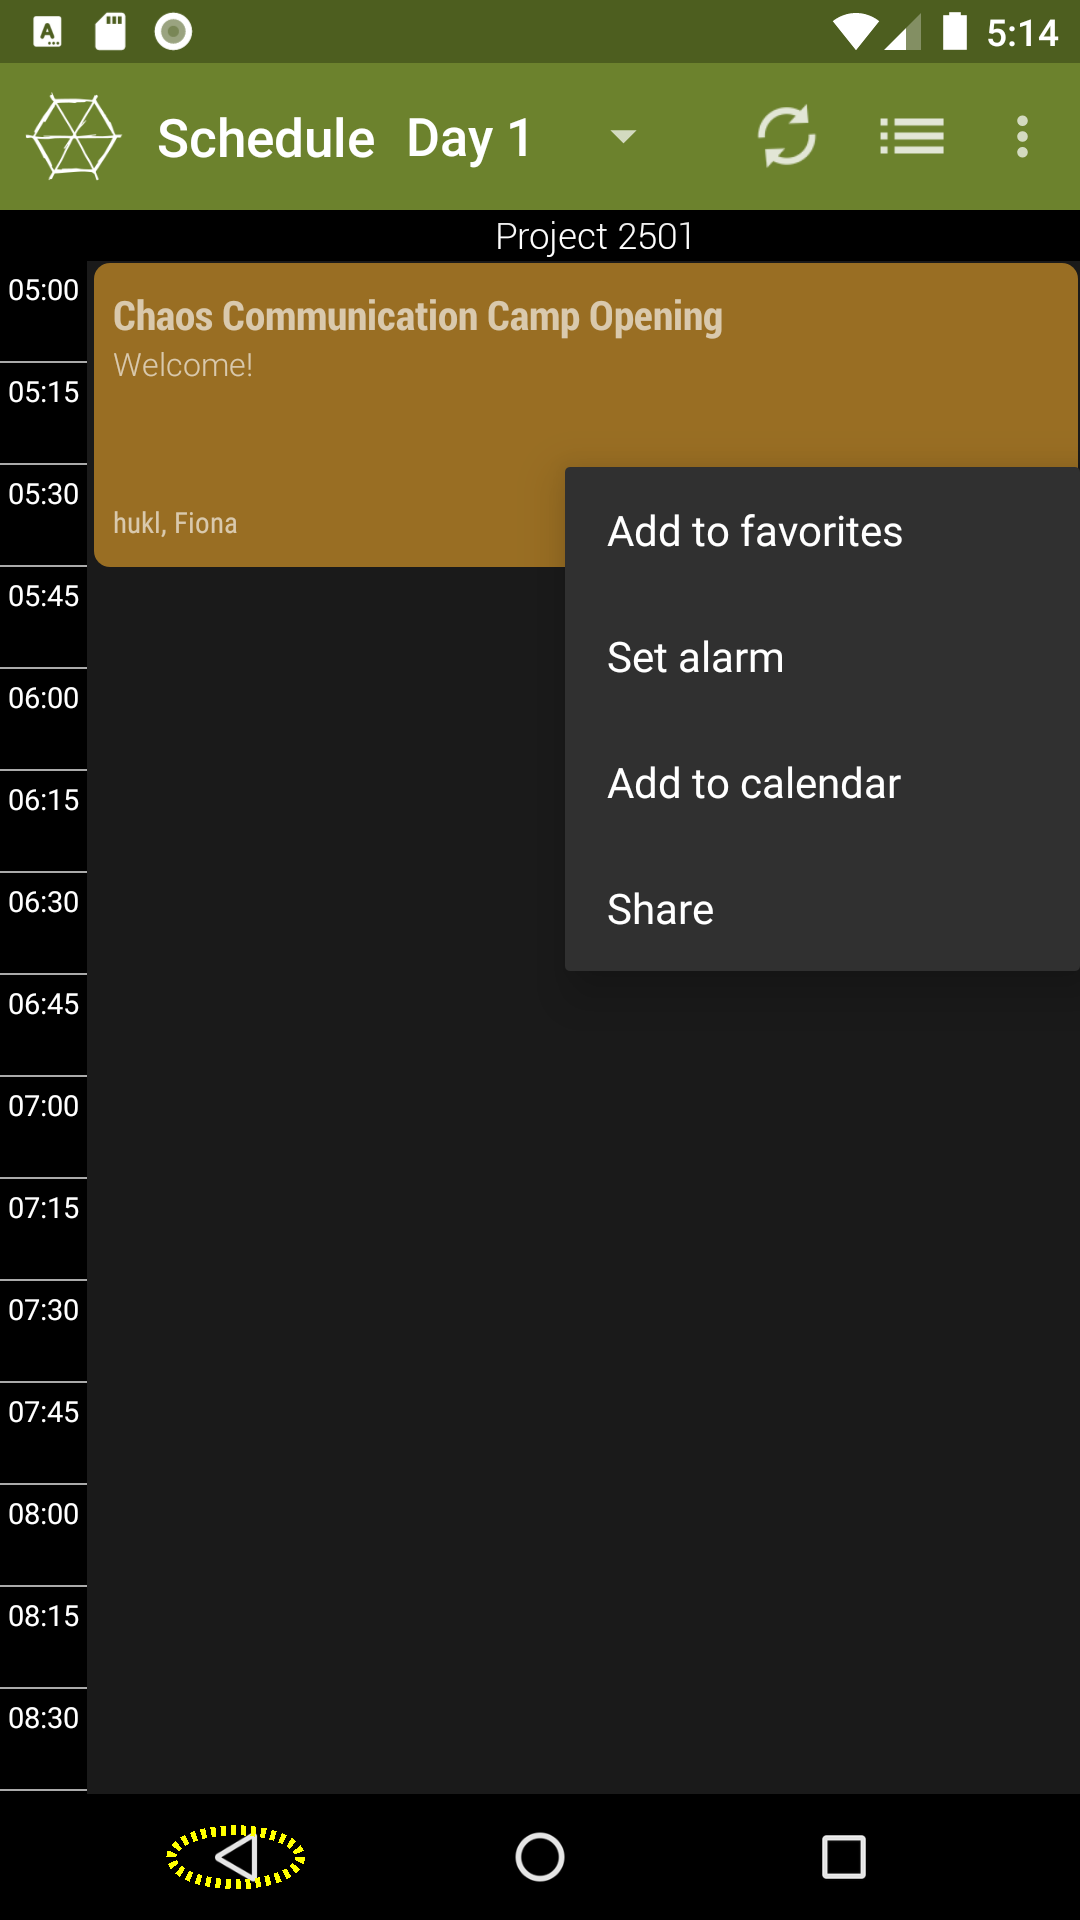 5:14
Schedule Day 1
Project 2501
05:00
Chaos Communication Camp Opening
Welcome!
05:15
05:30
hukl, Fiona
Add to favorites
05:45
Set alarm
06:00
Add to calendar
06:15
06:30
Share
06:45
07:00
07:15
07:30
07:45
08:00
08:15
08:30